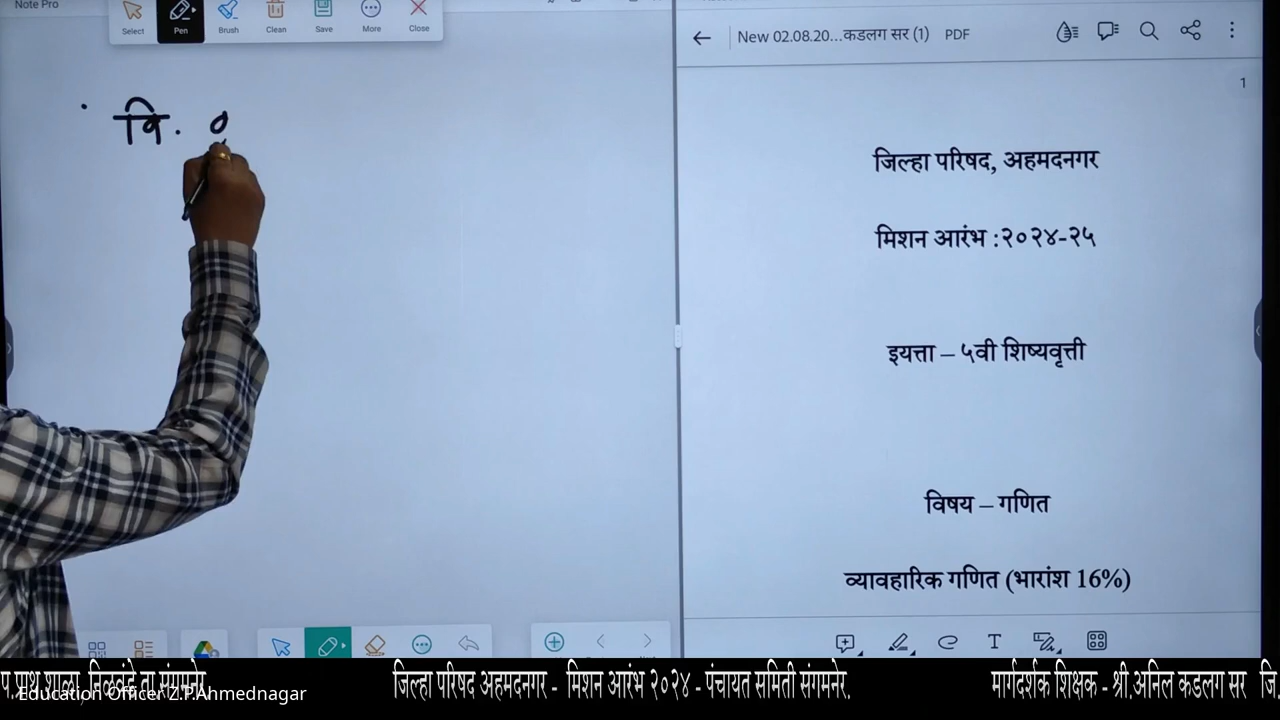 Note Pro
Select Pen Brush Clean Save More Close
New 02.08.20...कडलग सर (1) PDF
1
वि.
जिल्हा परिषद, अहमदनगर
मिशन आरंभ :२०२४-२५
इयत्ता – ५वी शिष्यवृत्ती
विषय – गणित
व्यावहारिक गणित (भारांश 16%)
T
Education Officer Z.P.Ahmednagar
जिल्हा परिषद अहमदनगर - मिशन आरंभ २०२४ - पंचायत समिती संगमनेर. मार्गदर्शक शिक्षक - श्री.अनिल कडलग सर जि.